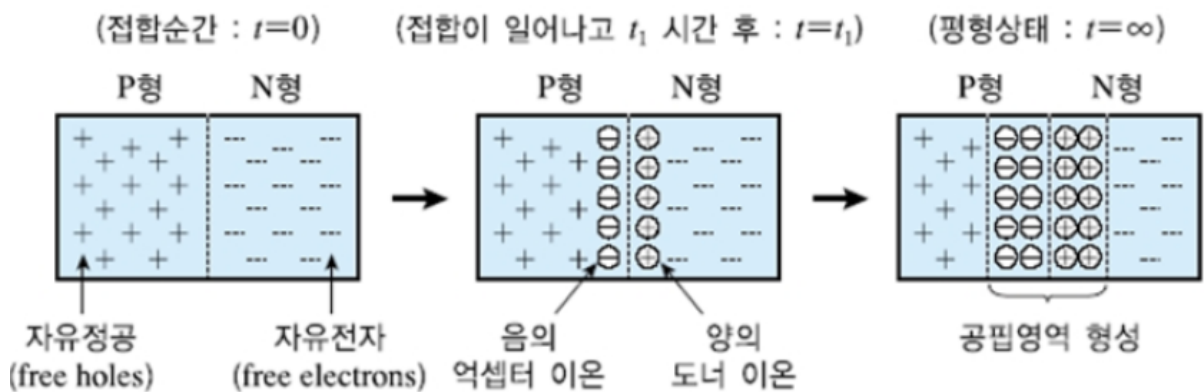 (접합순간 : t=0)
(접합이 일어나고 t₁ 시간 후 : t=t₁)
(평형상태 : t=∞)
P형 N형
P형 N형
P형 N형
자유정공
(free holes)
자유전자
(free electrons)
음의
억셉터 이온
양의
도너 이온
공핍영역 형성